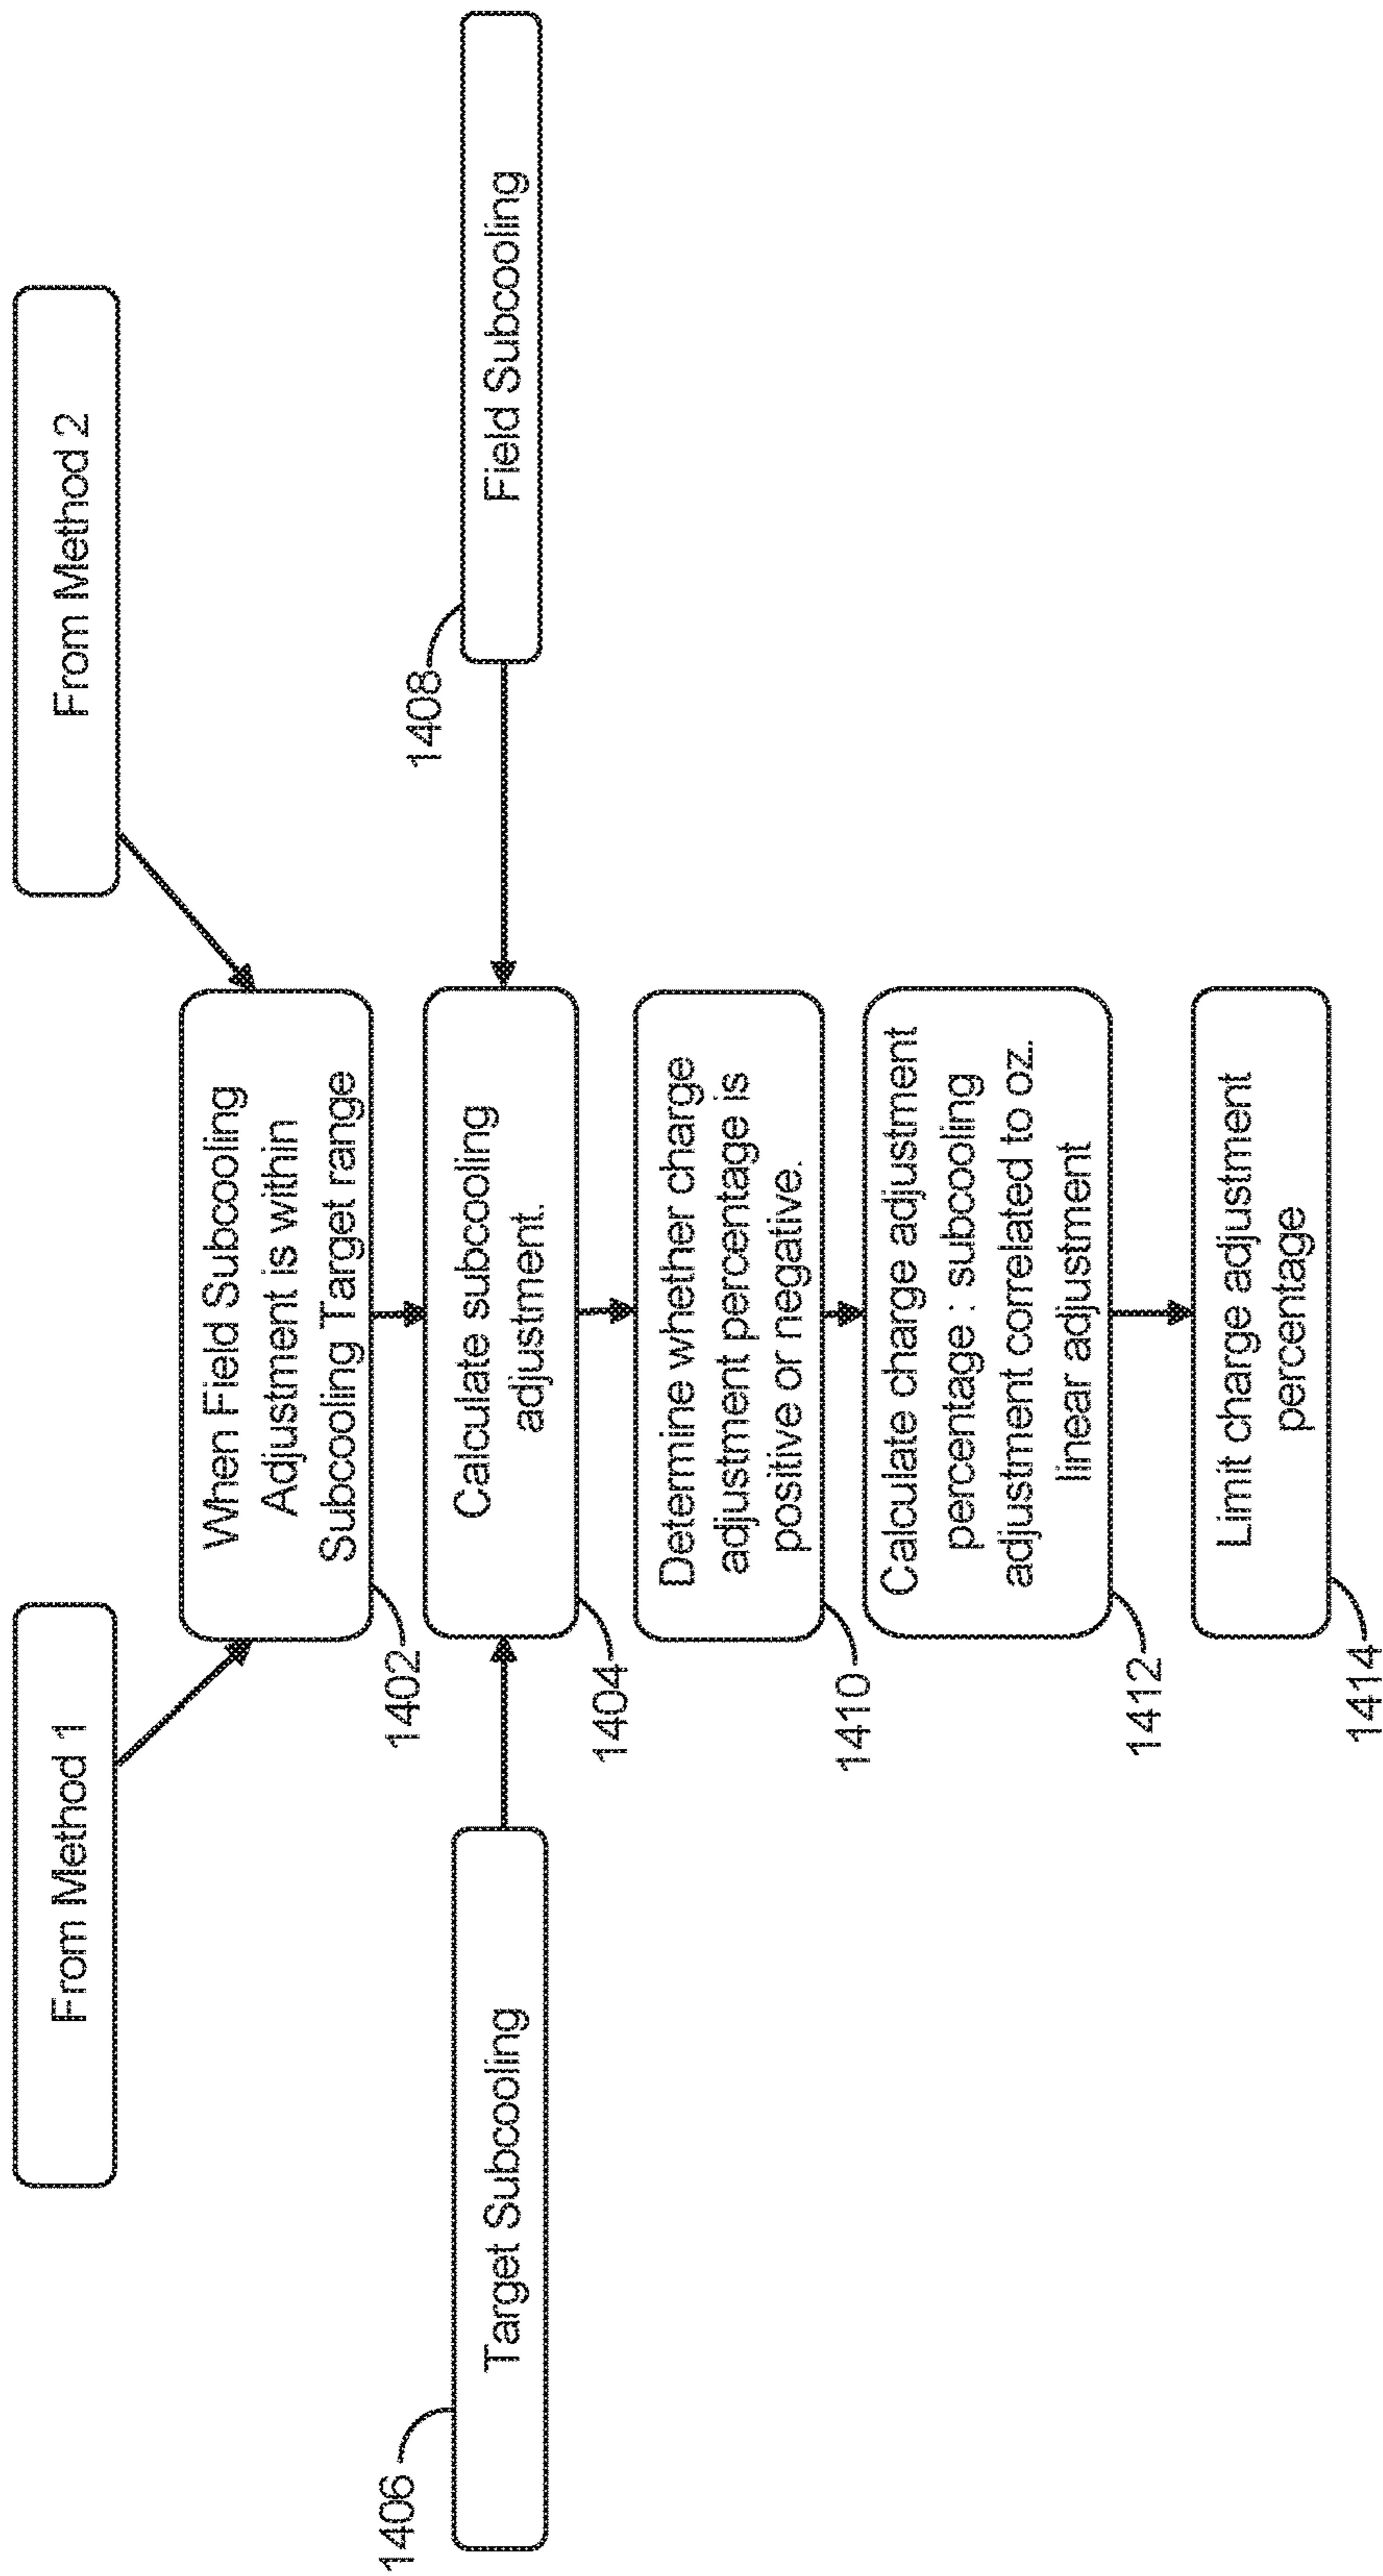 From Method 1
From Method 2
When Field Subcooling
Adjustment is within
Subcooling Target range
1402
1406
Target Subcooling
Calculate subcooling
adjustment.
1404
1408
Field Subcooling
Determine whether charge
adjustment percentage is
positive or negative.
1410
Calculate charge adjustment
percentage : subcooling
adjustment correlated to oz.
linear adjustment
1412
Limit charge adjustment
percentage
1414